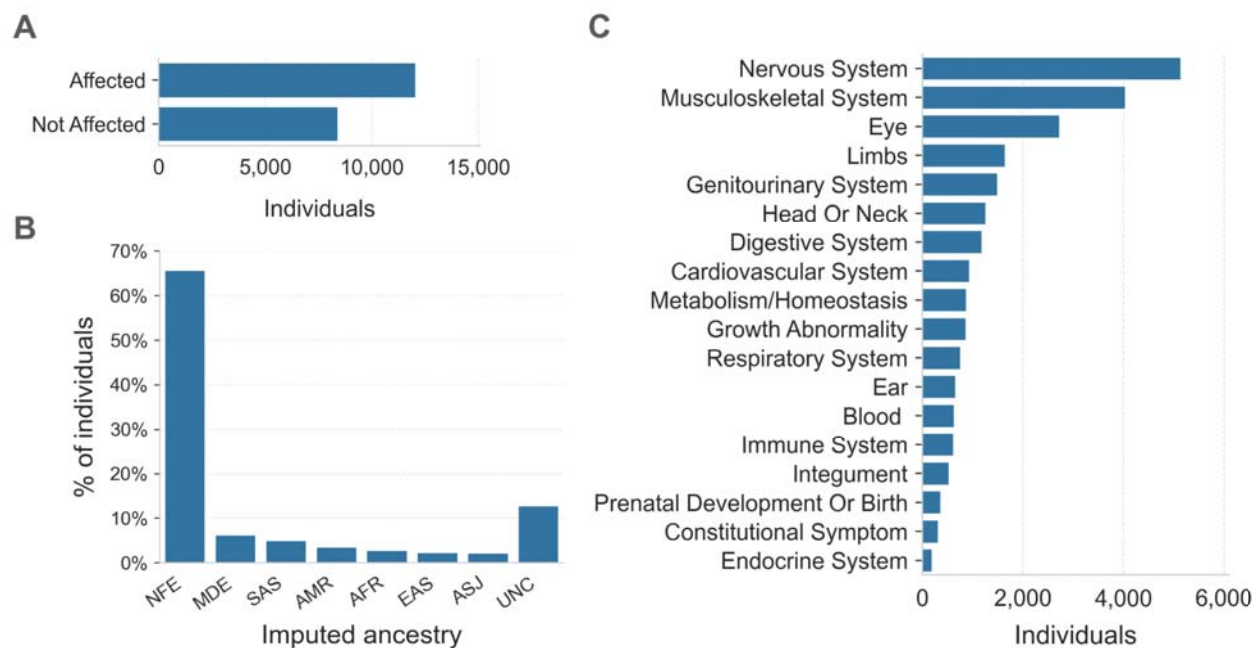 A
Affected
Not Affected
0 5,000 10,000 15,000
Individuals
B
70%
60%
50%
40%
30%
20%
10%
0%
% of individuals
NFE MDE SAS AMR AFR EAS ASJ UNC
Imputed ancestry
C
Nervous System
Musculoskeletal System
Eye
Limbs
Genitourinary System
Head Or Neck
Digestive System
Cardiovascular System
Metabolism/Homeostasis
Growth Abnormality
Respiratory System
Ear
Blood
Immune System
Integument
Prenatal Development Or Birth
Constitutional Symptom
Endocrine System
0 2,000 4,000 6,000
Individuals